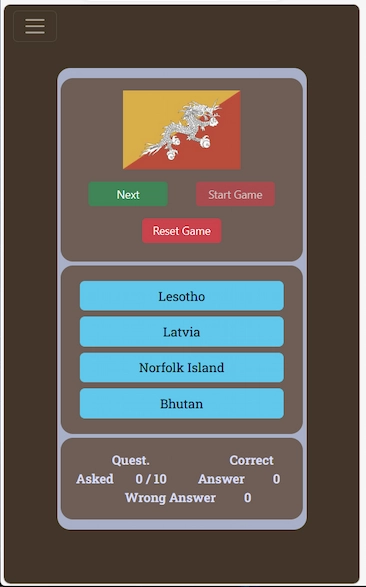 Next Start Game
Reset Game
Lesotho
Latvia
Norfolk Island
Bhutan
Quest. Correct
Asked 0 / 10 Answer 0
Wrong Answer 0